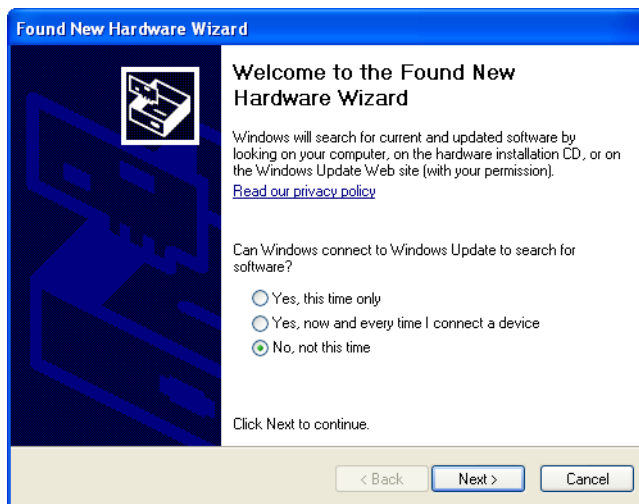 Found New Hardware Wizard
Welcome to the Found New
Hardware Wizard
Windows will search for current and updated software by
looking on your computer, on the hardware installation CD, or on
the Windows Update Web site (with your permission).
Read our privacy policy
Can Windows connect to Windows Update to search for
software?
Yes, this time only
Yes, now and every time I connect a device
No, not this time
Click Next to continue.
< Back Next > Cancel